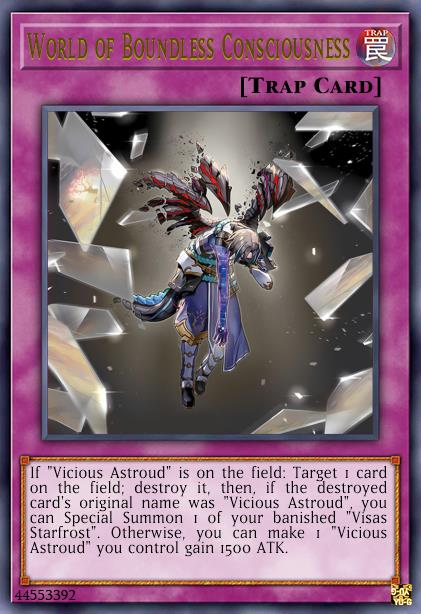 World of Boundless Consciousness
TRAP
罠
[Trap Card]
If "Vicious Astroud" is on the field: Target 1 card
on the field; destroy it, then, if the destroyed
card's original name was "Vicious Astroud", you
can Special Summon 1 of your banished "Visas
Starfrost". Otherwise, you can make 1 "Vicious
Astroud" you control gain 1500 ATK.
44553392